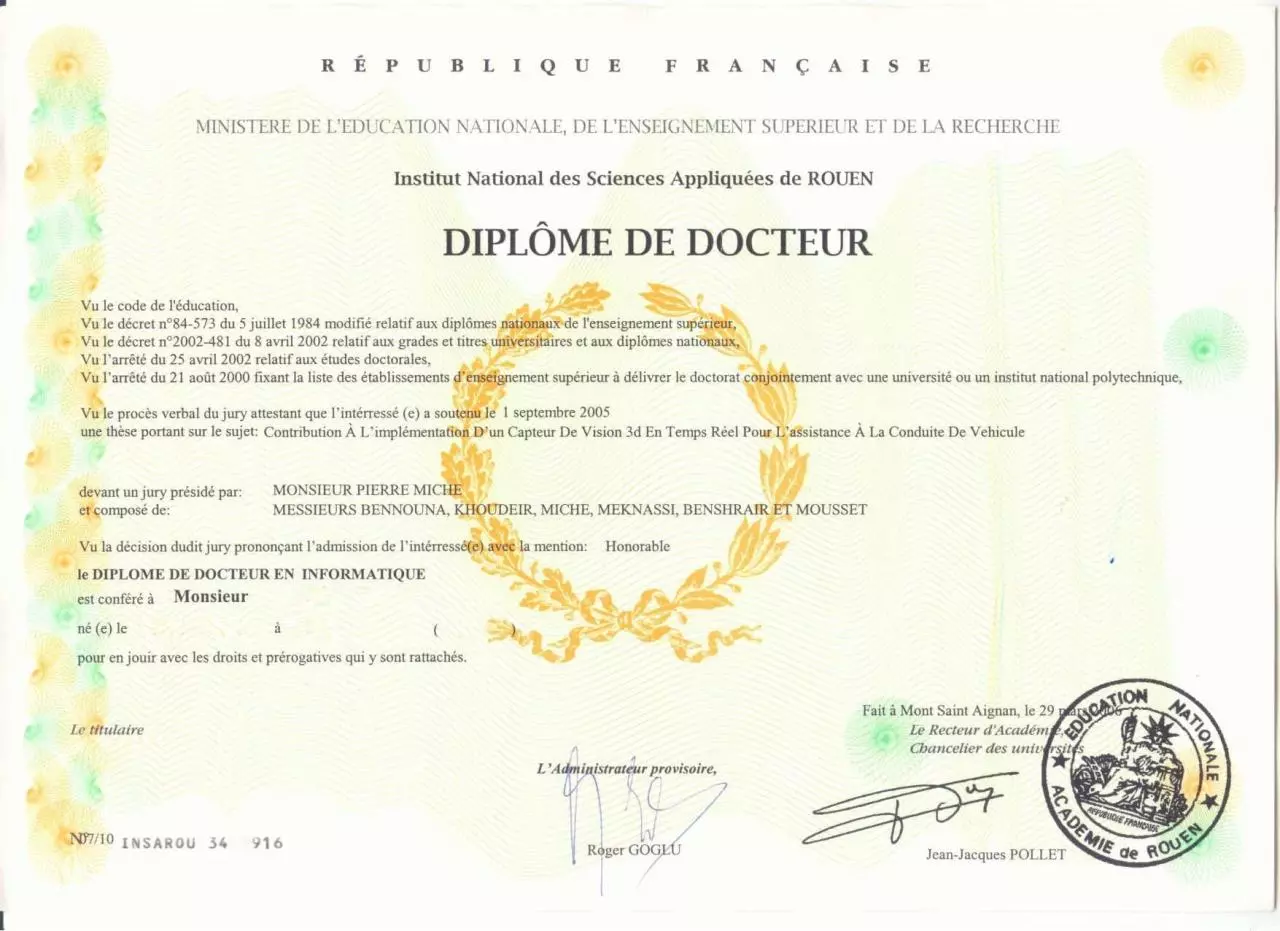 RÉPUBLIQUE FRANÇAISE
MINISTERE DE L'EDUCATION NATIONALE, DE L'ENSEIGNEMENT SUPERIEUR ET DE LA RECHERCHE
Institut National des Sciences Appliquées de ROUEN
DIPLÔME DE DOCTEUR
Vu le code de l'éducation,
Vu le décret n°84-573 du 5 juillet 1984 modifié relatif aux diplômes nationaux de l'enseignement supérieur,
Vu le décret n°2002-481 du 8 avril 2002 relatif aux grades et titres universitaires et aux diplômes nationaux,
Vu l'arrêté du 25 avril 2002 relatif aux études doctorales,
Vu l'arrêté du 21 août 2000 fixant la liste des établissements d'enseignement supérieur à délivrer le doctorat conjointement avec une université ou un institut national polytechnique,
Vu le procès verbal du jury attestant que l'intérressé (e) a soutenu le 1 septembre 2005
une thèse portant sur le sujet: Contribution À L'implémentation D'un Capteur De Vision 3d En Temps Réel Pour L'assistance À La Conduite De Vehicule
devant un jury présidé par: MONSIEUR PIERRE MICHE
et composé de: MESSIEURS BENNOUNA, KHOUDEIR, MICHE, MEKNASSI, BENSHRAIR ET MOUSSET
Vu la décision dudit jury prononçant l'admission de l'intérressé(e) avec la mention: Honorable
le DIPLOME DE DOCTEUR EN INFORMATIQUE
est conféré à Monsieur
né (e) le à ( )
pour en jouir avec les droits et prérogatives qui y sont rattachés.
Fait à Mont Saint Aignan, le 29 mars 2006
Le titulaire
Le Recteur d'Académie,
Chancelier des universités
L'Administrateur provisoire,
Roger GOGLU
Jean-Jacques POLLET
N°7/10 INSAROU 34 916
EDUCATION NATIONALE
REPUBLIQUE FRANCAISE
ACADEMIE de ROUEN